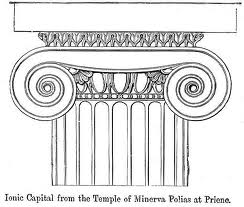 Ionic Capital from the Temple of Minerva Polias at Priene.